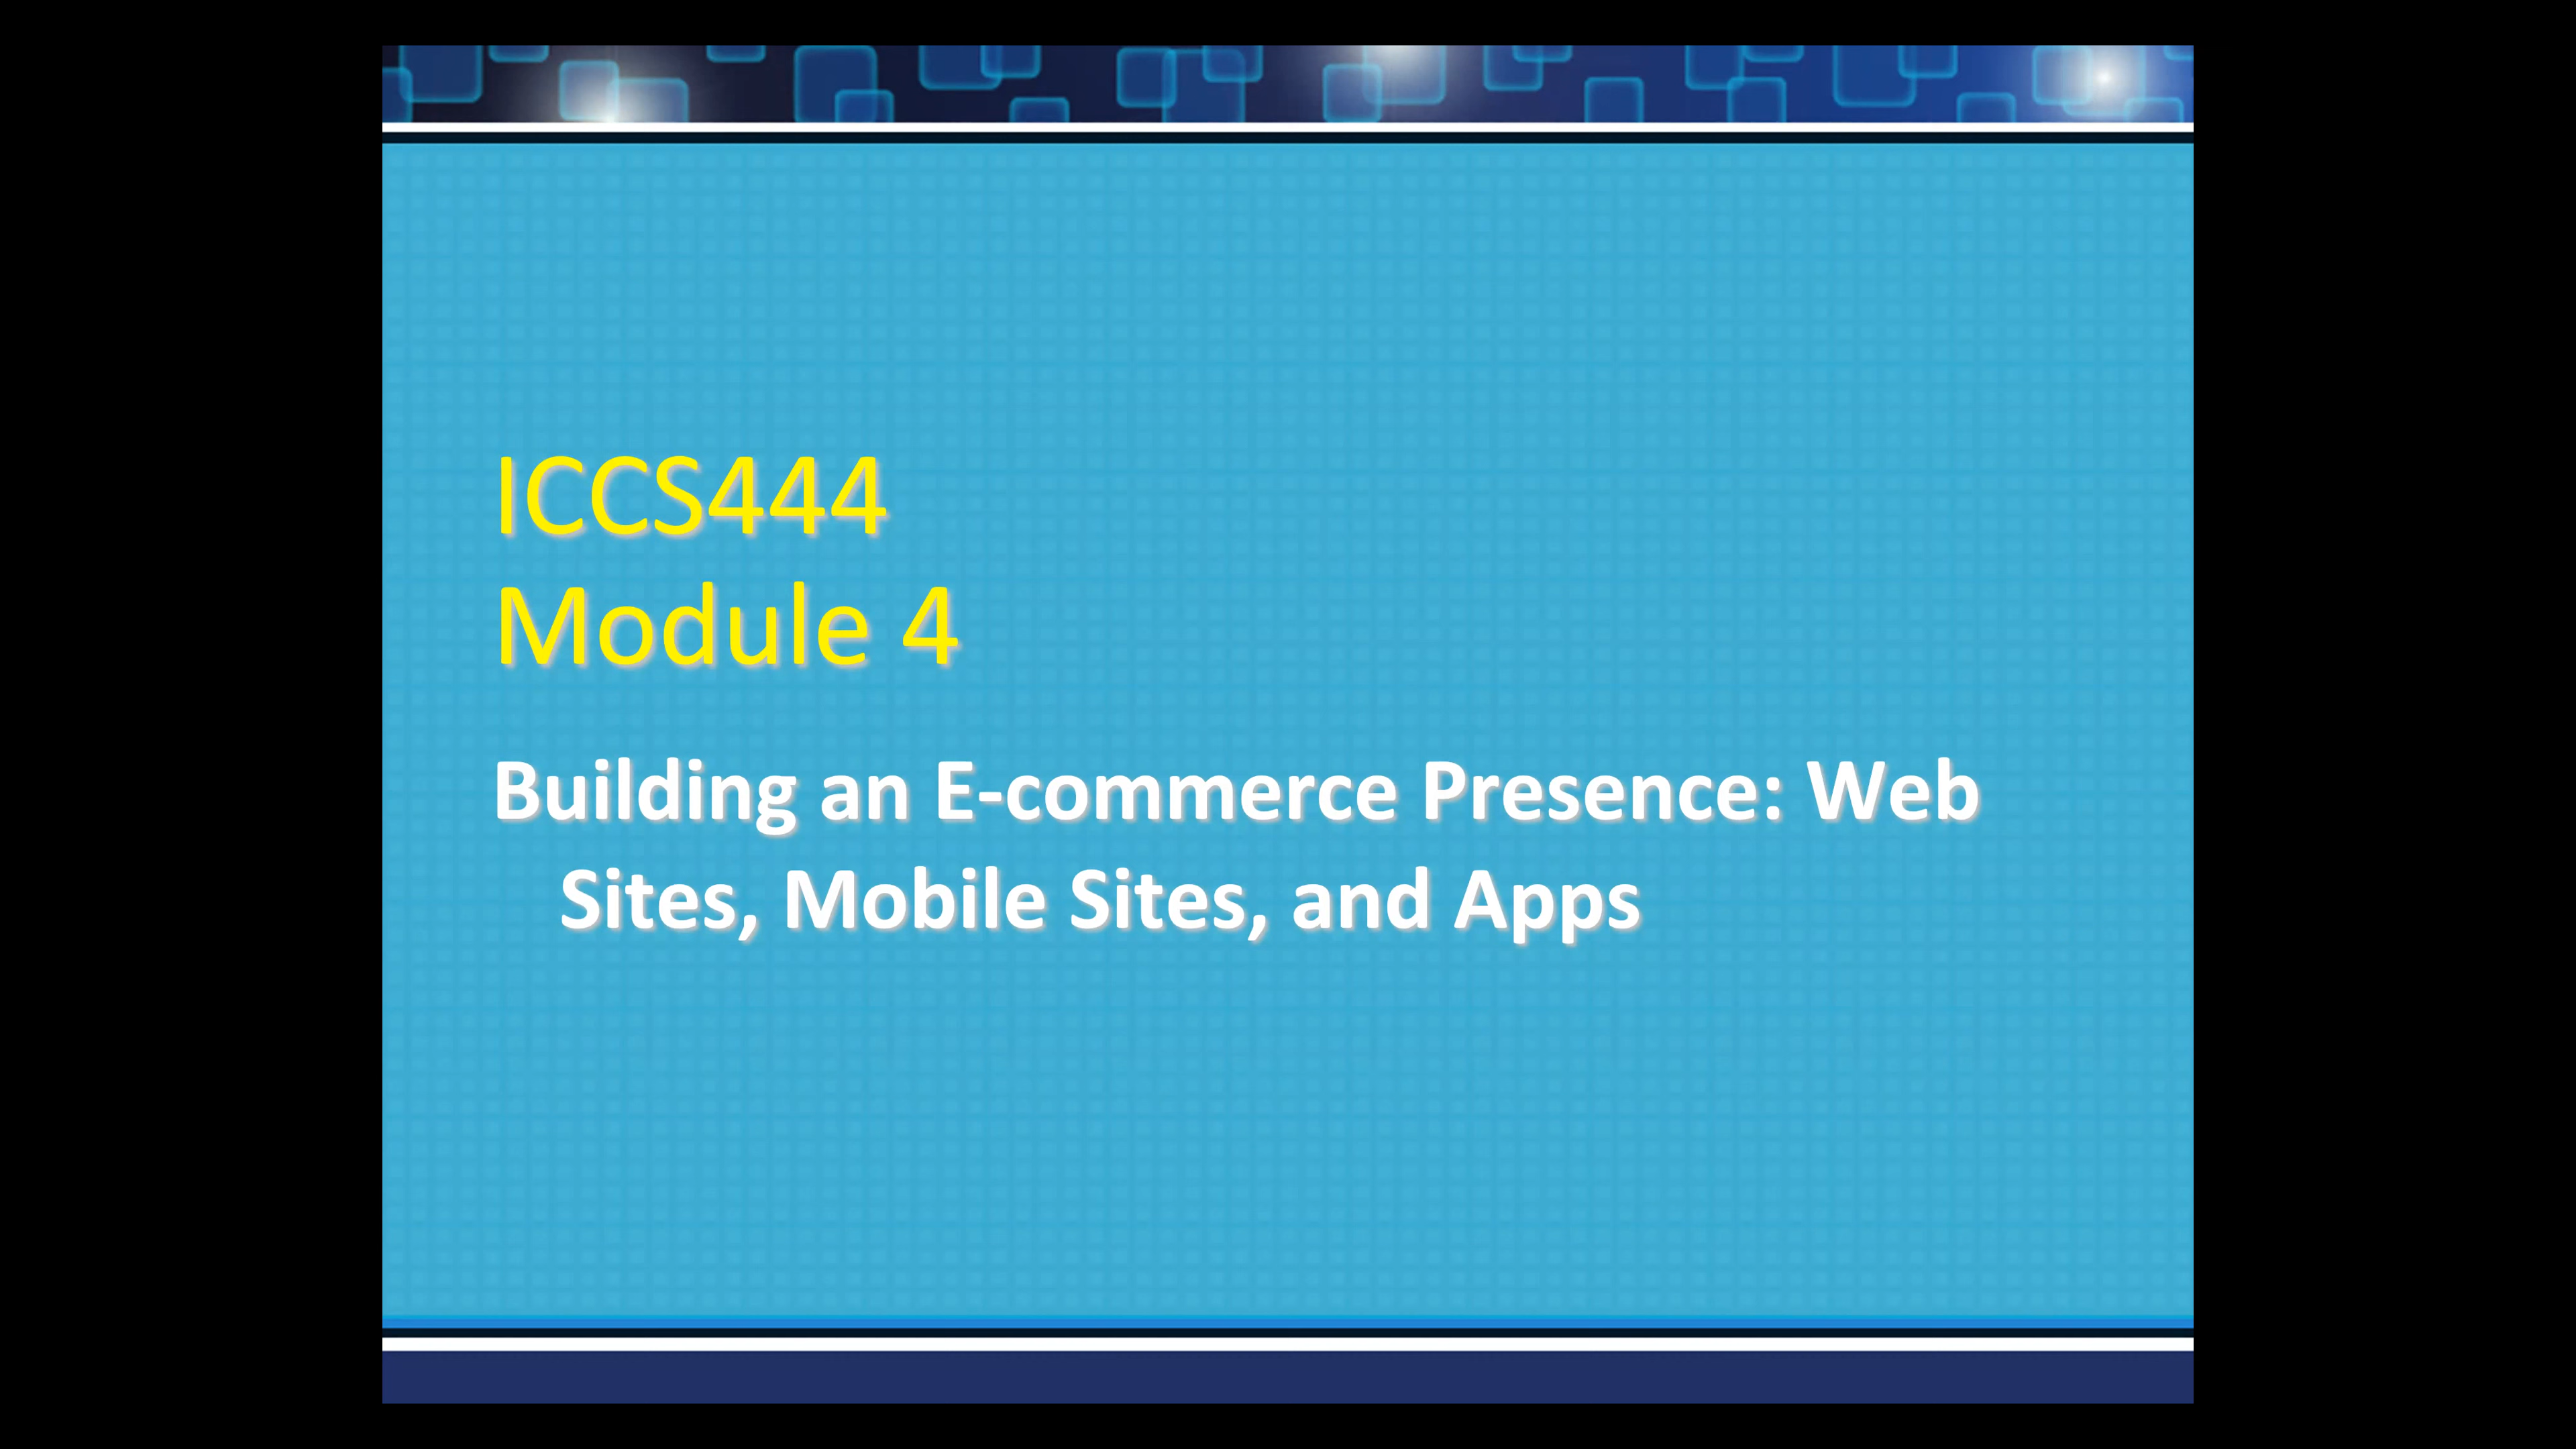 ICCS444
Module 4
Building an E-commerce Presence: Web
Sites, Mobile Sites, and Apps